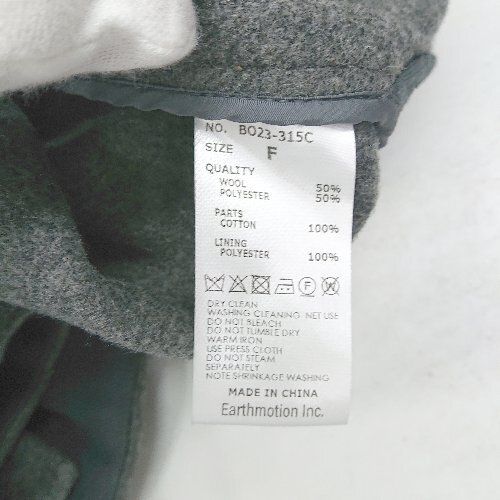 NO. BO23-315C
SIZE F
QUALITY
WOOL 50%
POLYESTER 50%
PARTS
COTTON 100%
LINING
POLYESTER 100%
F W
DRY CLEAN
WASHING CLEANING NET USE
DO NOT BLEACH
DO NOT TUMBLE DRY
WARM IRON
USE PRESS CLOTH
DO NOT STEAM
SEPARATELY
NOTE SHRINKAGE WASHING
MADE IN CHINA
Earthmotion Inc.